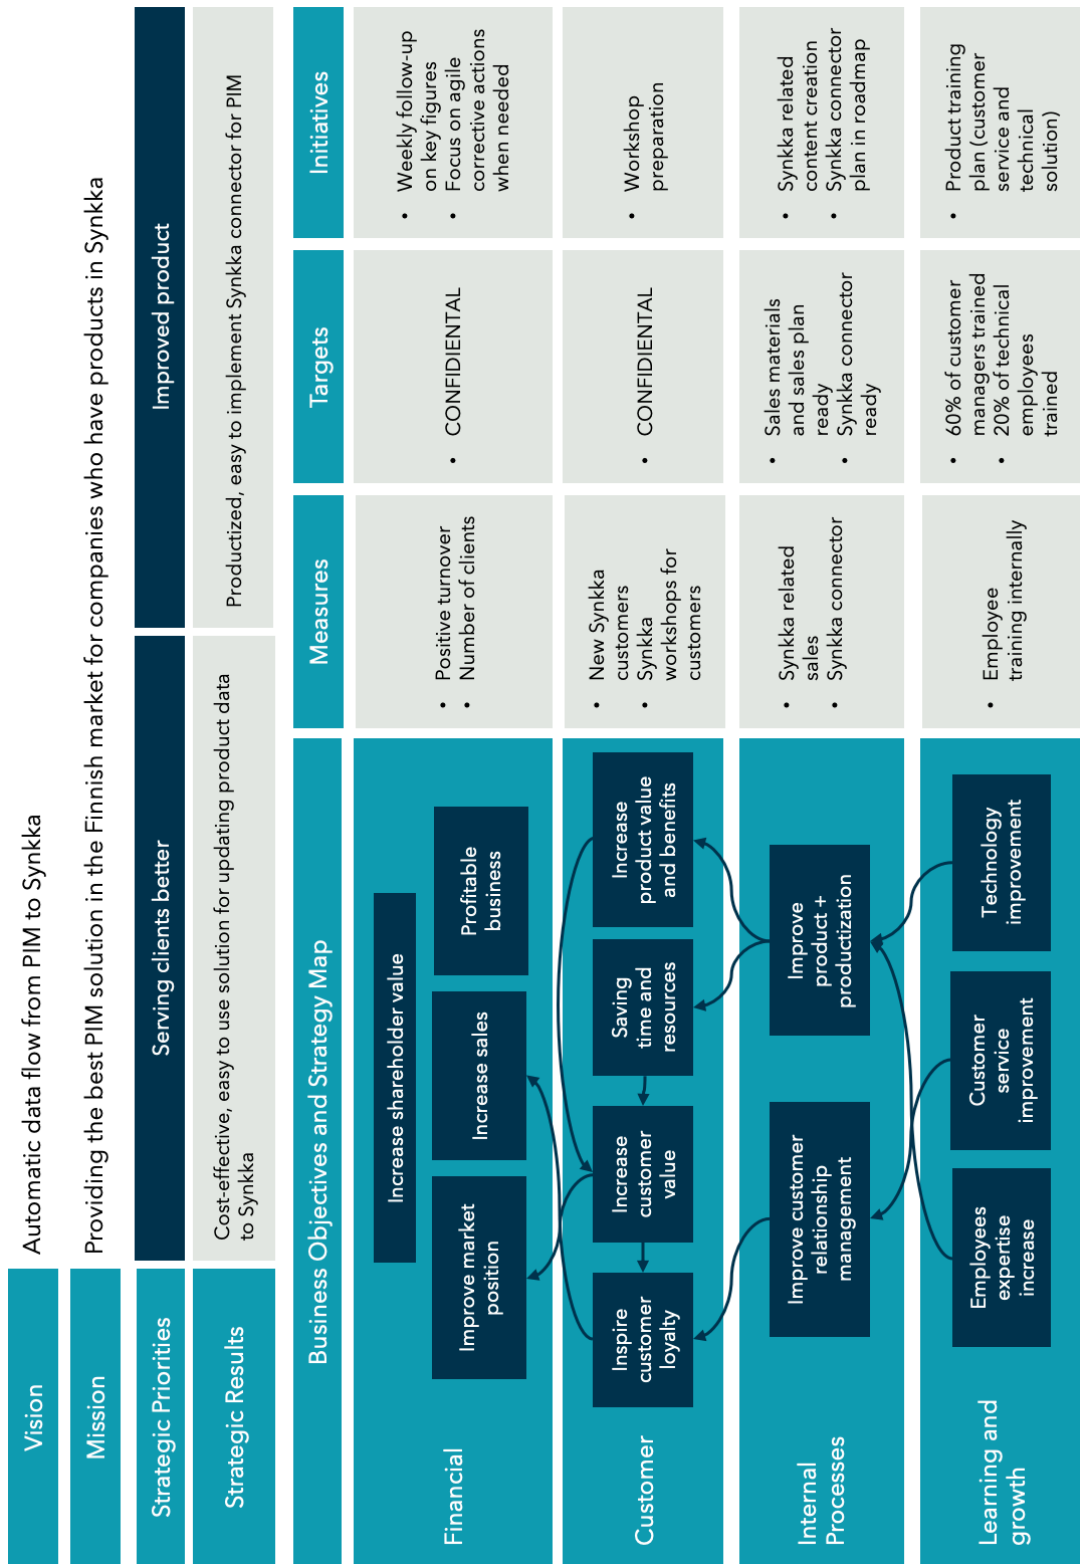 Vision
Automatic data flow from PIM to Synkka
Mission
Providing the best PIM solution in the Finnish market for companies who have products in Synkka
Strategic Priorities
Serving clients better
Improved product
Strategic Results
Cost-effective, easy to use solution for updating product data
to Synkka
Productized, easy to implement Synkka connector for PIM
Business Objectives and Strategy Map
Measures
Targets
Initiatives
Financial
Increase shareholder value
Improve market
position
Increase sales
Profitable
business
• Positive turnover
• Number of clients
• CONFIDIENTAL
• Weekly follow-up
on key figures
• Focus on agile
corrective actions
when needed
Customer
Inspire
customer
loyalty
Increase
customer
value
Saving
time and
resources
Increase
product value
and benefits
• New Synkka
customers
• Synkka
workshops for
customers
• CONFIDIENTAL
• Workshop
preparation
Internal
Processes
Improve customer
relationship
management
Improve
product +
productization
• Synkka related
sales
• Synkka connector
• Sales materials
and sales plan
ready
• Synkka connector
ready
• Synkka related
content creation
• Synkka connector
plan in roadmap
Learning and
growth
Employees
expertise
increase
Customer
service
improvement
Technology
improvement
• Employee
training internally
• 60% of customer
managers trained
• 20% of technical
employees
trained
• Product training
plan (customer
service and
technical
solution)